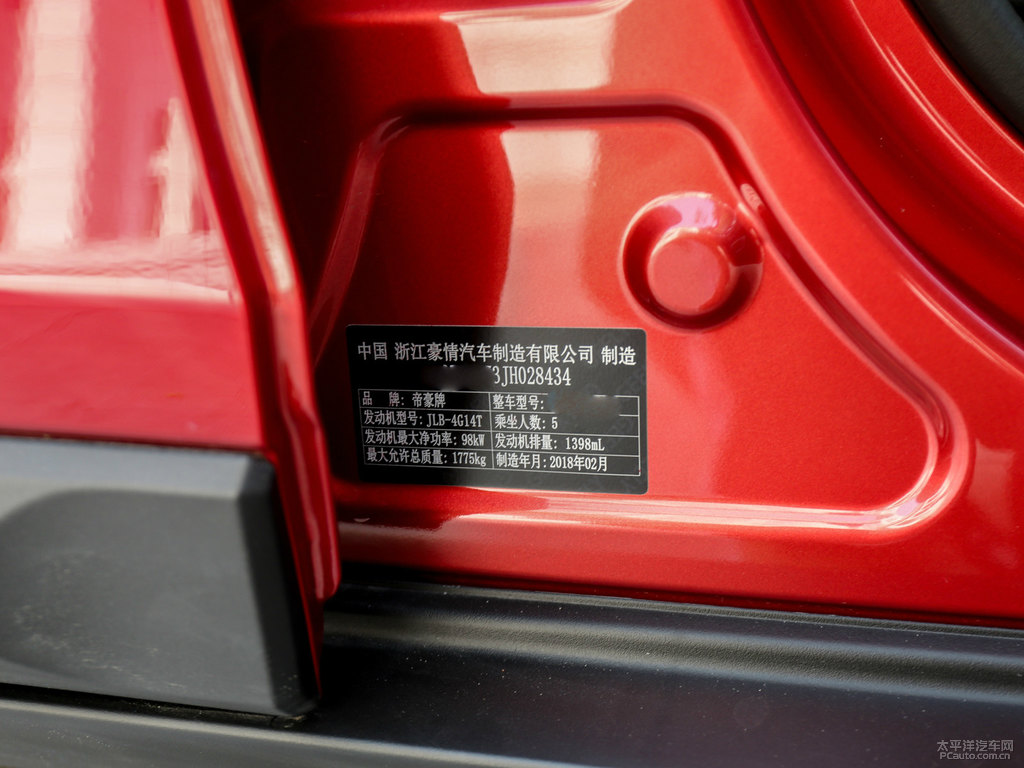 中国 浙江豪情汽车制造有限公司 制造
3JH028434
品 牌: 帝豪牌 整车型号:
发动机型号: JLB-4G14T 乘坐人数: 5
发动机最大净功率: 98kW 发动机排量: 1398mL
最大允许总质量: 1775kg 制造年月: 2018年02月
太平洋汽车网
PCauto.com.cn